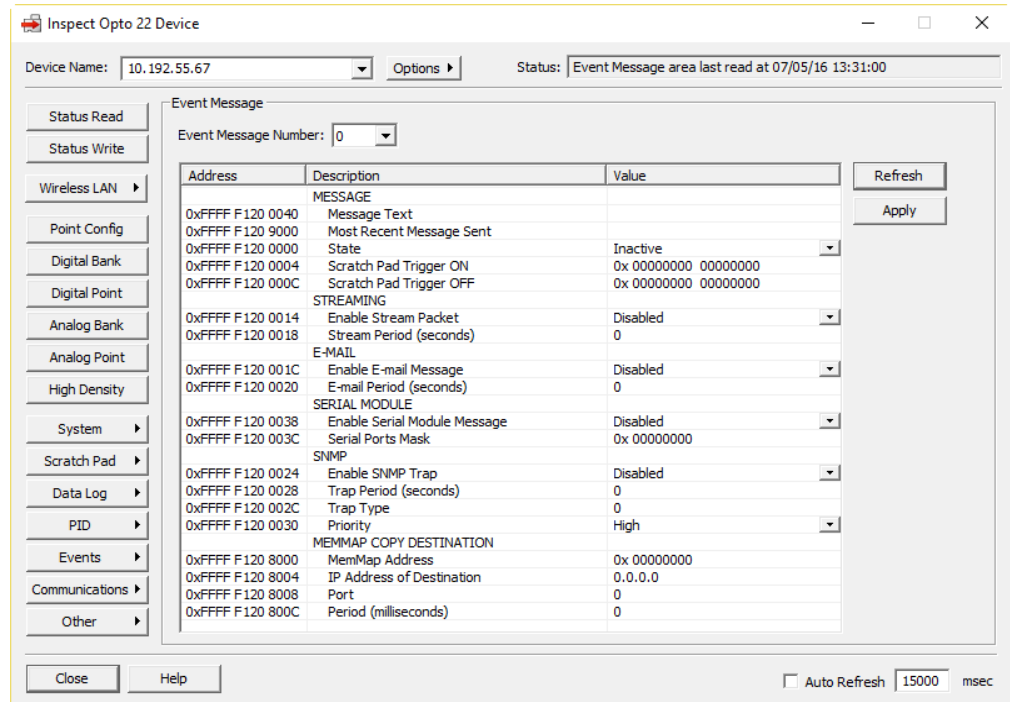 Inspect Opto 22 Device
Device Name: 10.192.55.67 Options Status: Event Message area last read at 07/05/16 13:31:00
Status Read
Status Write
Wireless LAN
Point Config
Digital Bank
Digital Point
Analog Bank
Analog Point
High Density
System
Scratch Pad
Data Log
PID
Events
Communications
Other
Event Message
Event Message Number: 0
Address Description Value
MESSAGE
0xFFFF F120 0040 Message Text
0xFFFF F120 9000 Most Recent Message Sent
0xFFFF F120 0000 State Inactive
0xFFFF F120 0004 Scratch Pad Trigger ON 0x 00000000 00000000
0xFFFF F120 000C Scratch Pad Trigger OFF 0x 00000000 00000000
STREAMING
0xFFFF F120 0014 Enable Stream Packet Disabled
0xFFFF F120 0018 Stream Period (seconds) 0
E-MAIL
0xFFFF F120 001C Enable E-mail Message Disabled
0xFFFF F120 0020 E-mail Period (seconds) 0
SERIAL MODULE
0xFFFF F120 0038 Enable Serial Module Message Disabled
0xFFFF F120 003C Serial Ports Mask 0x 00000000
SNMP
0xFFFF F120 0024 Enable SNMP Trap Disabled
0xFFFF F120 0028 Trap Period (seconds) 0
0xFFFF F120 002C Trap Type 0
0xFFFF F120 0030 Priority High
MEMMAP COPY DESTINATION
0xFFFF F120 8000 MemMap Address 0x 00000000
0xFFFF F120 8004 IP Address of Destination 0.0.0.0
0xFFFF F120 8008 Port 0
0xFFFF F120 800C Period (milliseconds) 0
Refresh
Apply
Close Help Auto Refresh 15000 msec